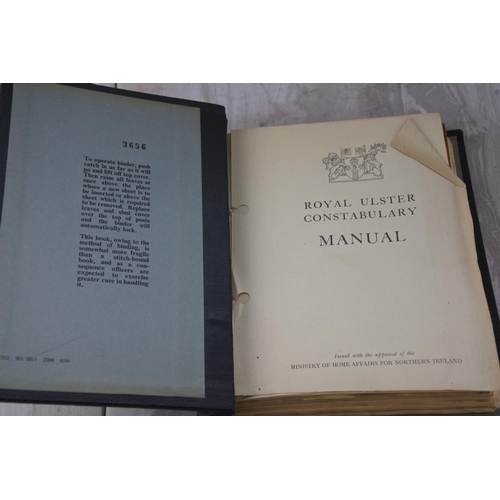 3656
To operate binder, push
catch in as far as it will
go and lift off top cover.
Then raise all leaves at
once above the place
where a new sheet is to
be inserted or above the
sheet which is required
to be removed. Replace
leaves and shut cover
over the top of posts
and the binder will
automatically lock.
This book, owing to the
method of binding, is
somewhat more fragile
than a stitch-bound
book, and as a con-
sequence officers are
expected to exercise
greater care in handling
it.
ROYAL ULSTER
CONSTABULARY
MANUAL
Issued with the approval of the
MINISTRY OF HOME AFFAIRS FOR NORTHERN IRELAND